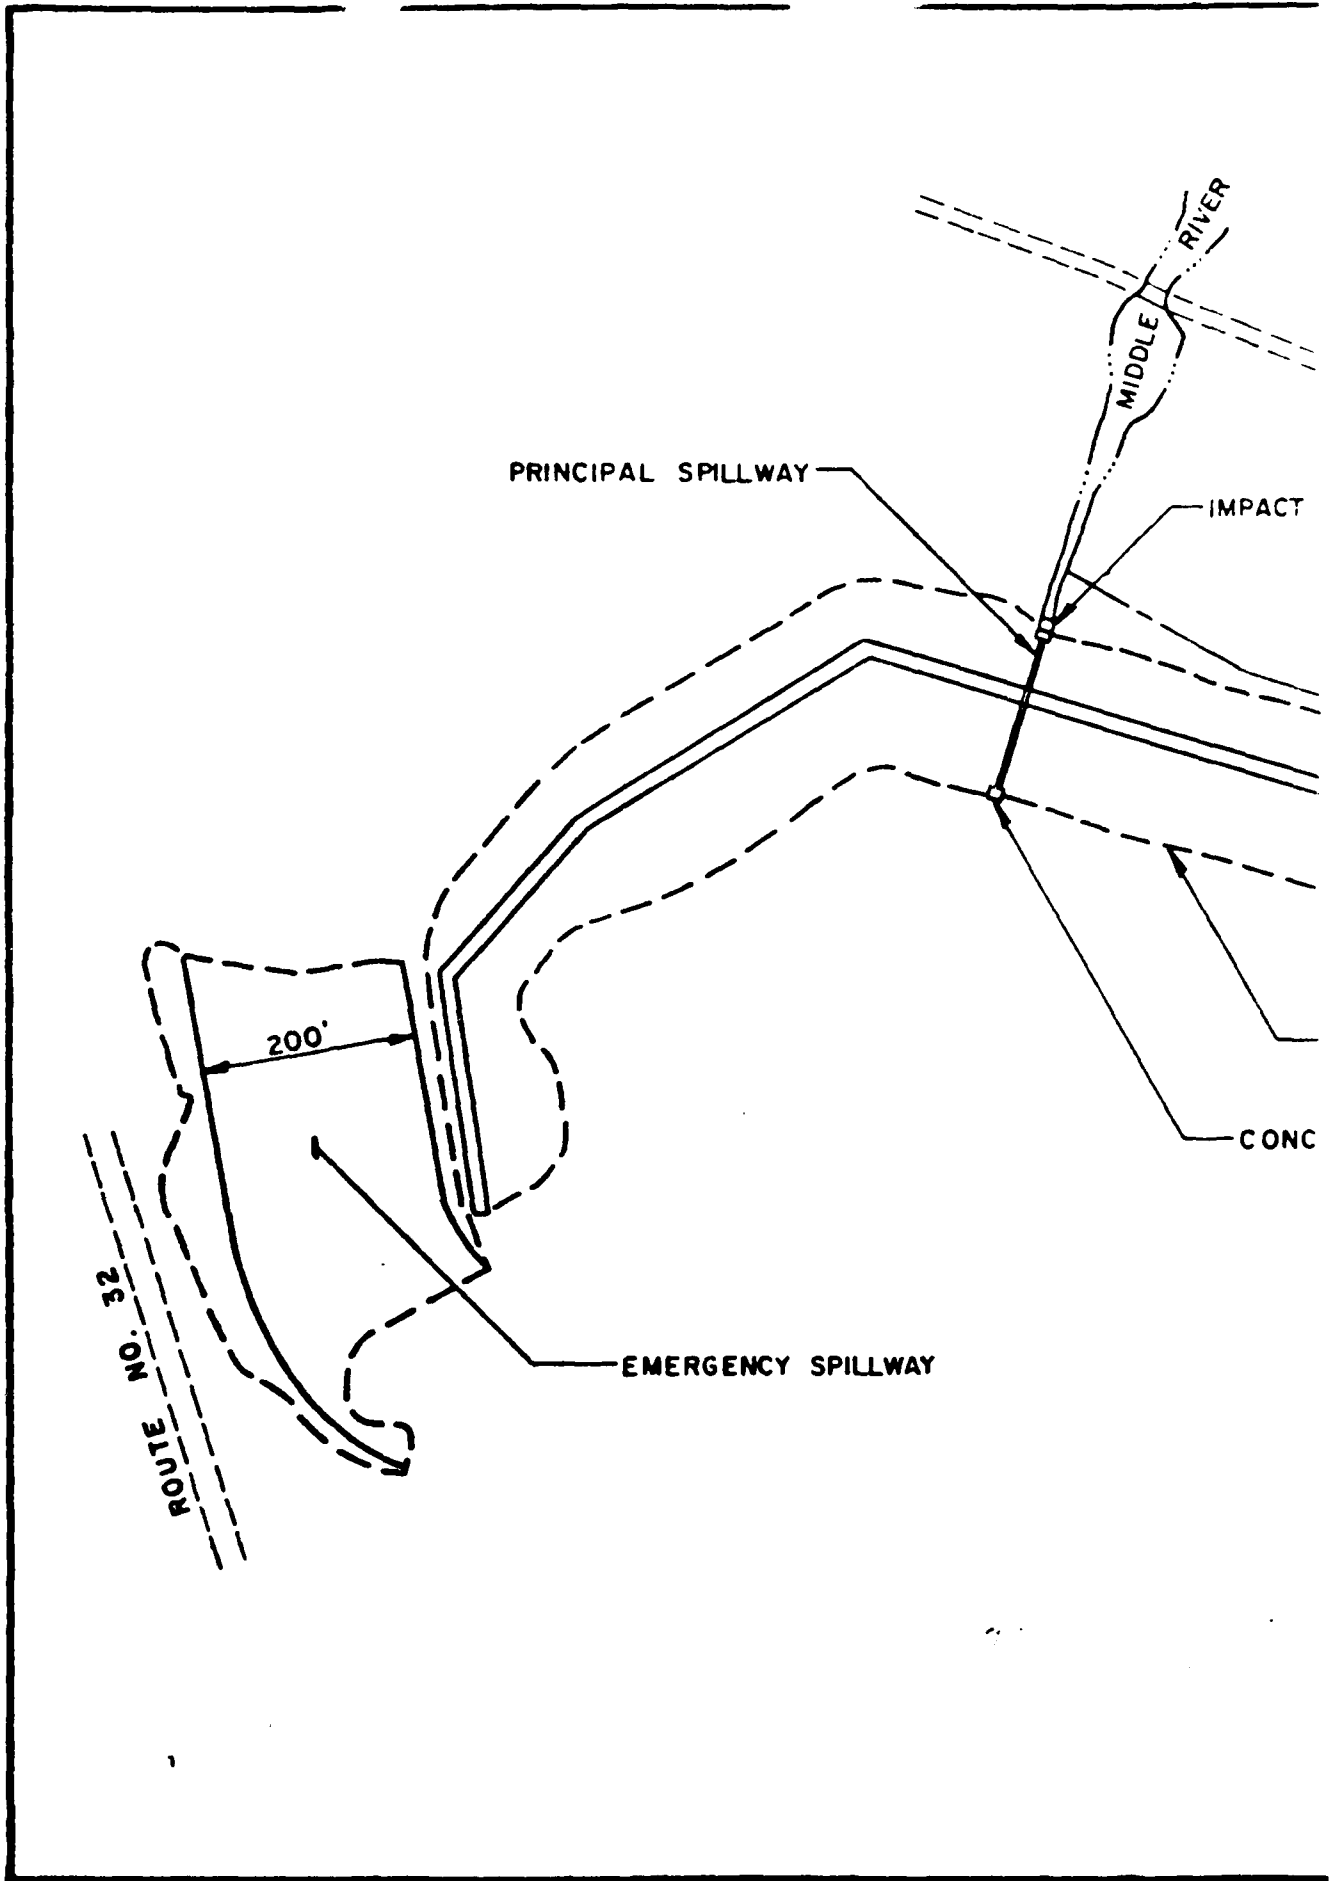 RIVER
MIDDLE
PRINCIPAL SPILLWAY
IMPACT
200'
CONC
ROUTE NO. 32
EMERGENCY SPILLWAY